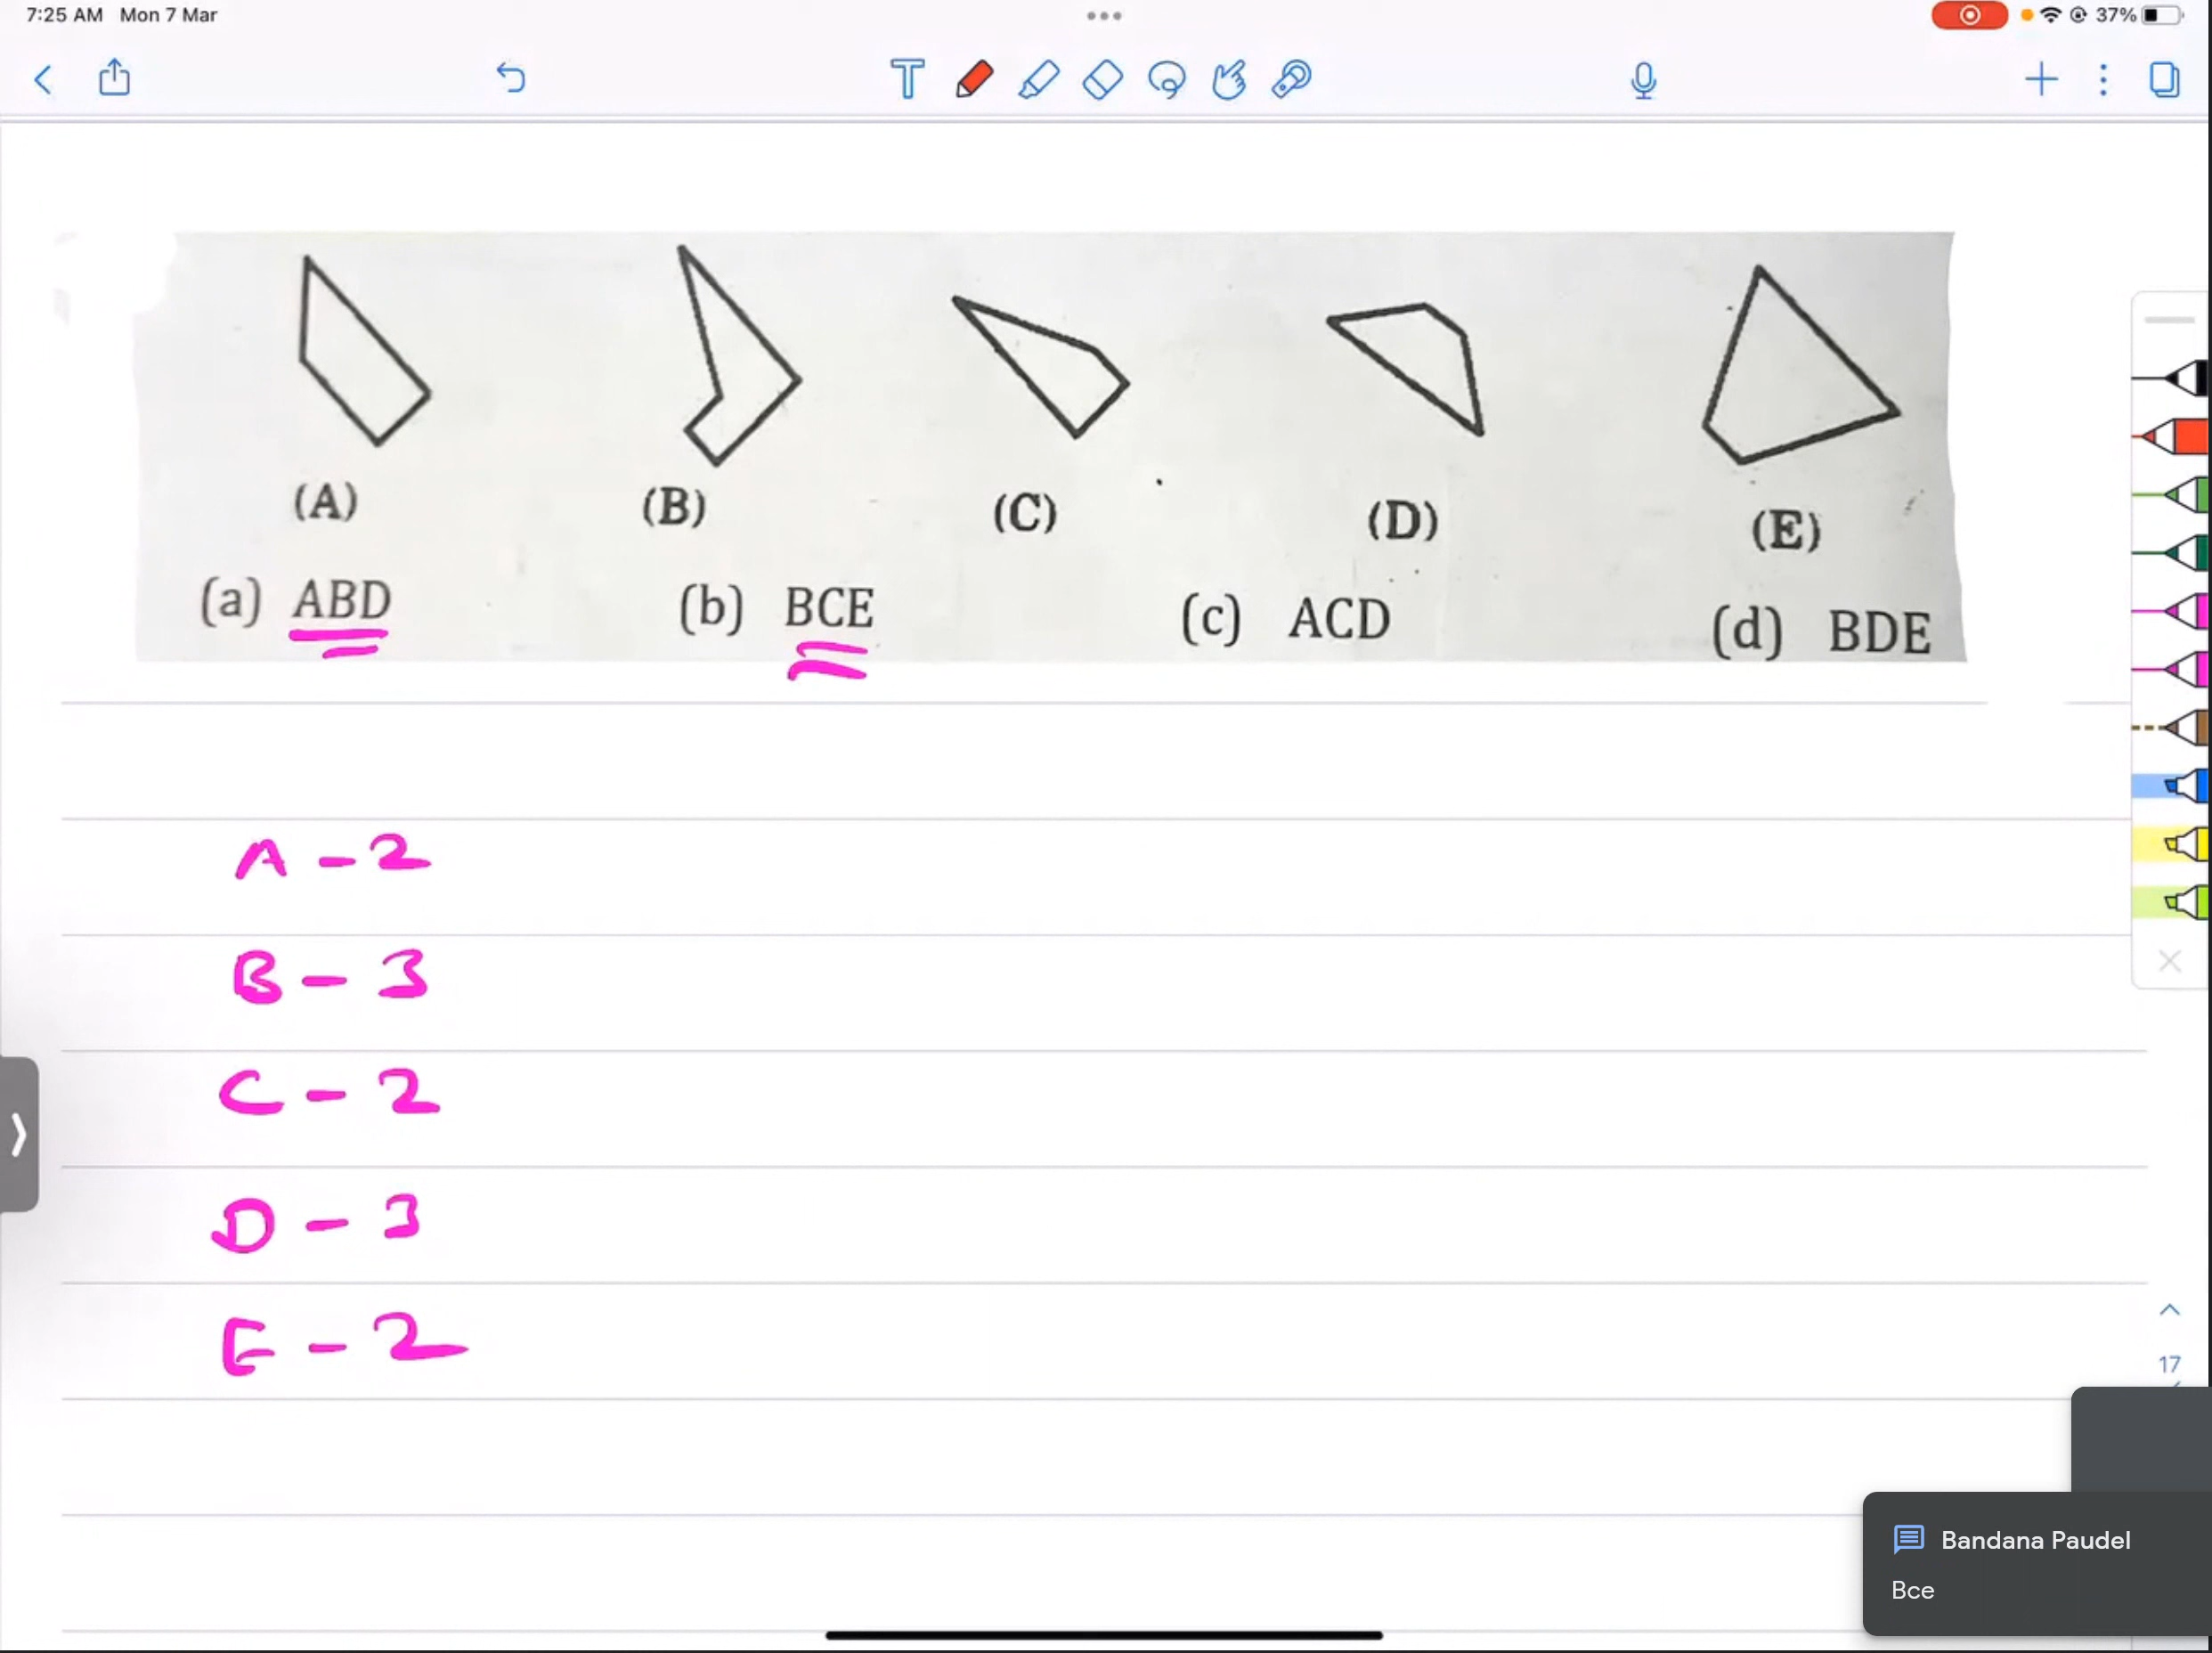 7:25 AM Mon 7 Mar
37%
(A) (B) (C) (D) (E)
(a) ABD (b) BCE (c) ACD (d) BDE
A - 2
B - 3
C - 2
D - 3
E - 2
17
Bandana Paudel
Bce